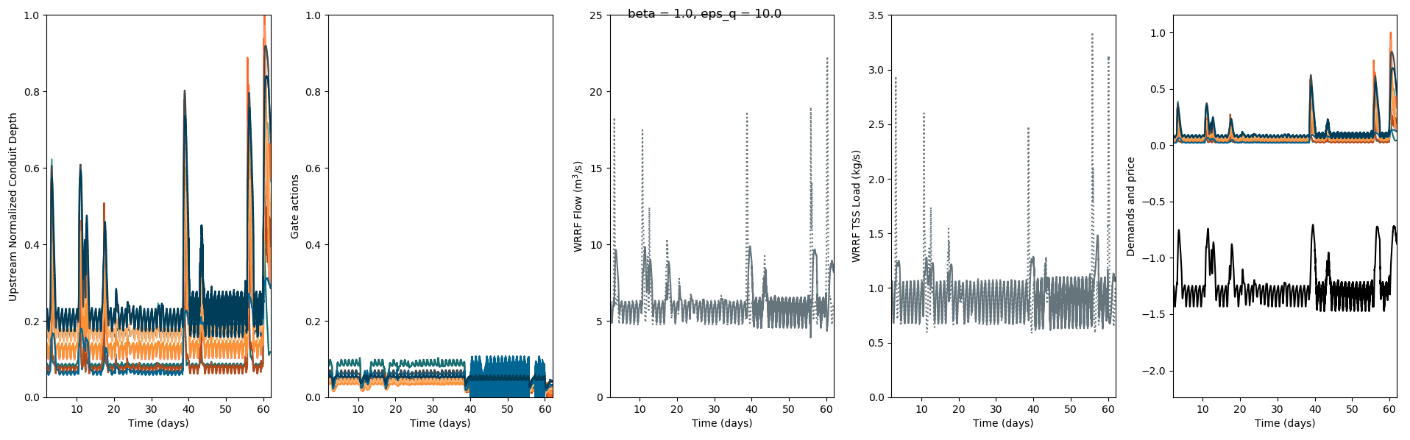 beta = 1.0, eps_q = 10.0
Upstream Normalized Conduit Depth
1.0
0.8
0.6
0.4
0.2
0.0
10 20 30 40 50 60
Time (days)
Gate actions
1.0
0.8
0.6
0.4
0.2
0.0
10 20 30 40 50 60
Time (days)
WRRF Flow (m³/s)
25
20
15
10
5
0
10 20 30 40 50 60
Time (days)
WRRF TSS Load (kg/s)
3.5
3.0
2.5
2.0
1.5
1.0
0.5
0.0
10 20 30 40 50 60
Time (days)
Demands and price
1.0
0.5
0.0
−0.5
−1.0
−1.5
−2.0
10 20 30 40 50 60
Time (days)